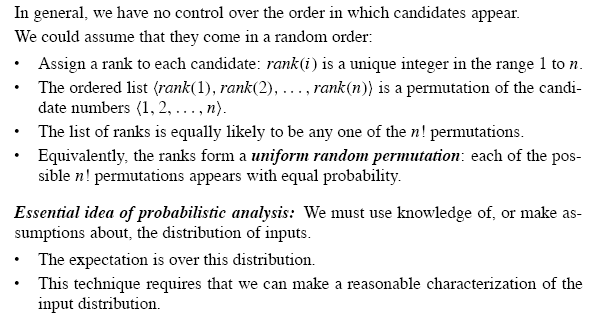 In general, we have no control over the order in which candidates appear.
We could assume that they come in a random order:
• Assign a rank to each candidate: rank(i) is a unique integer in the range 1 to n.
• The ordered list ⟨rank(1), rank(2), . . . , rank(n)⟩ is a permutation of the candi-
date numbers ⟨1, 2, . . . , n⟩.
• The list of ranks is equally likely to be any one of the n! permutations.
• Equivalently, the ranks form a uniform random permutation: each of the pos-
sible n! permutations appears with equal probability.
Essential idea of probabilistic analysis: We must use knowledge of, or make as-
sumptions about, the distribution of inputs.
• The expectation is over this distribution.
• This technique requires that we can make a reasonable characterization of the
input distribution.